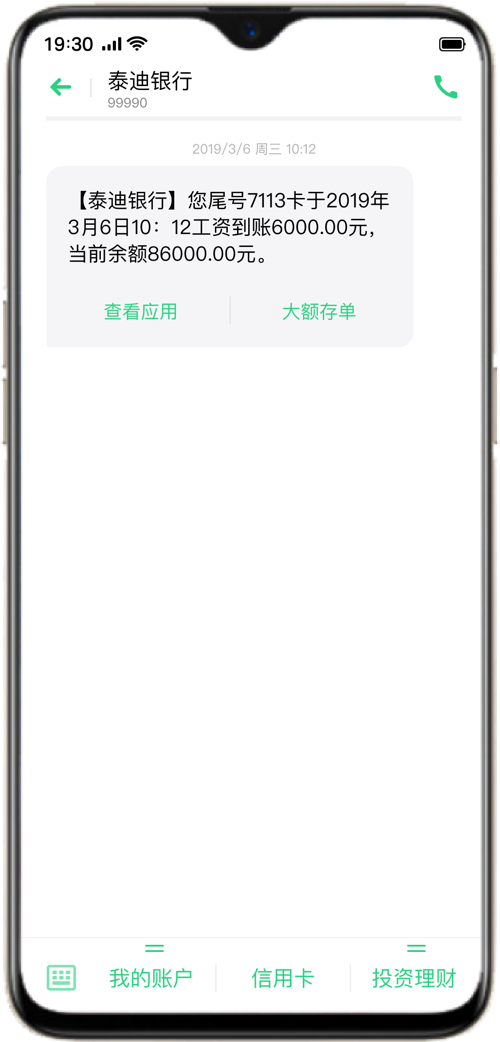 19:30
泰迪银行
99990
2019/3/6 周三 10:12
【泰迪银行】您尾号7113卡于2019年
3月6日10：12工资到账6000.00元，
当前余额86000.00元。
查看应用 大额存单
我的账户 信用卡 投资理财